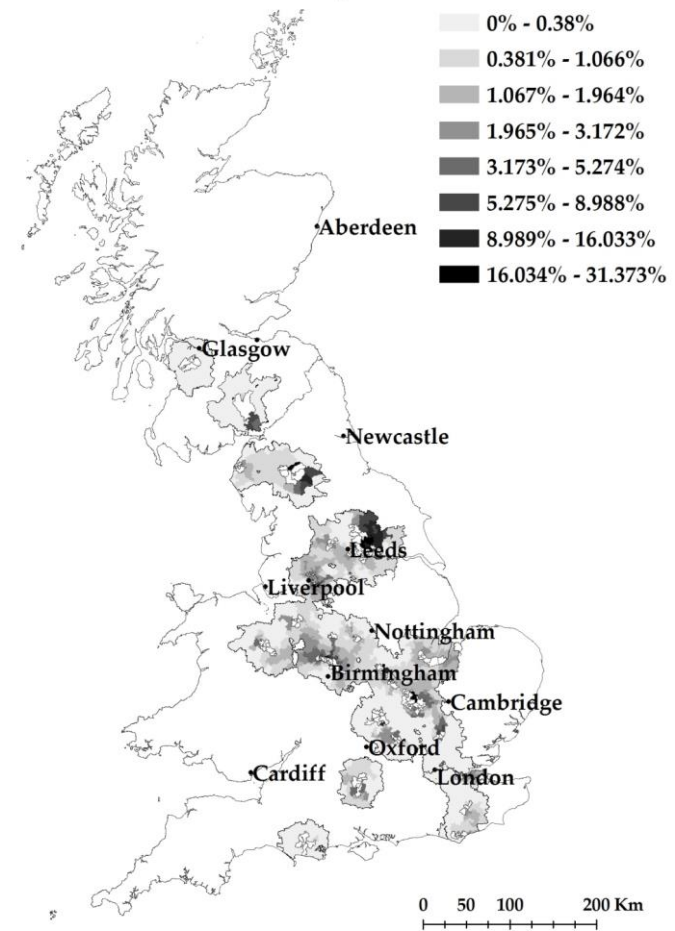 0% - 0.38%
0.381% - 1.066%
1.067% - 1.964%
1.965% - 3.172%
3.173% - 5.274%
5.275% - 8.988%
8.989% - 16.033%
16.034% - 31.373%
Aberdeen
Glasgow
Newcastle
Leeds
Liverpool
Nottingham
Birmingham
Cambridge
Oxford
Cardiff
London
0 50 100 200 Km